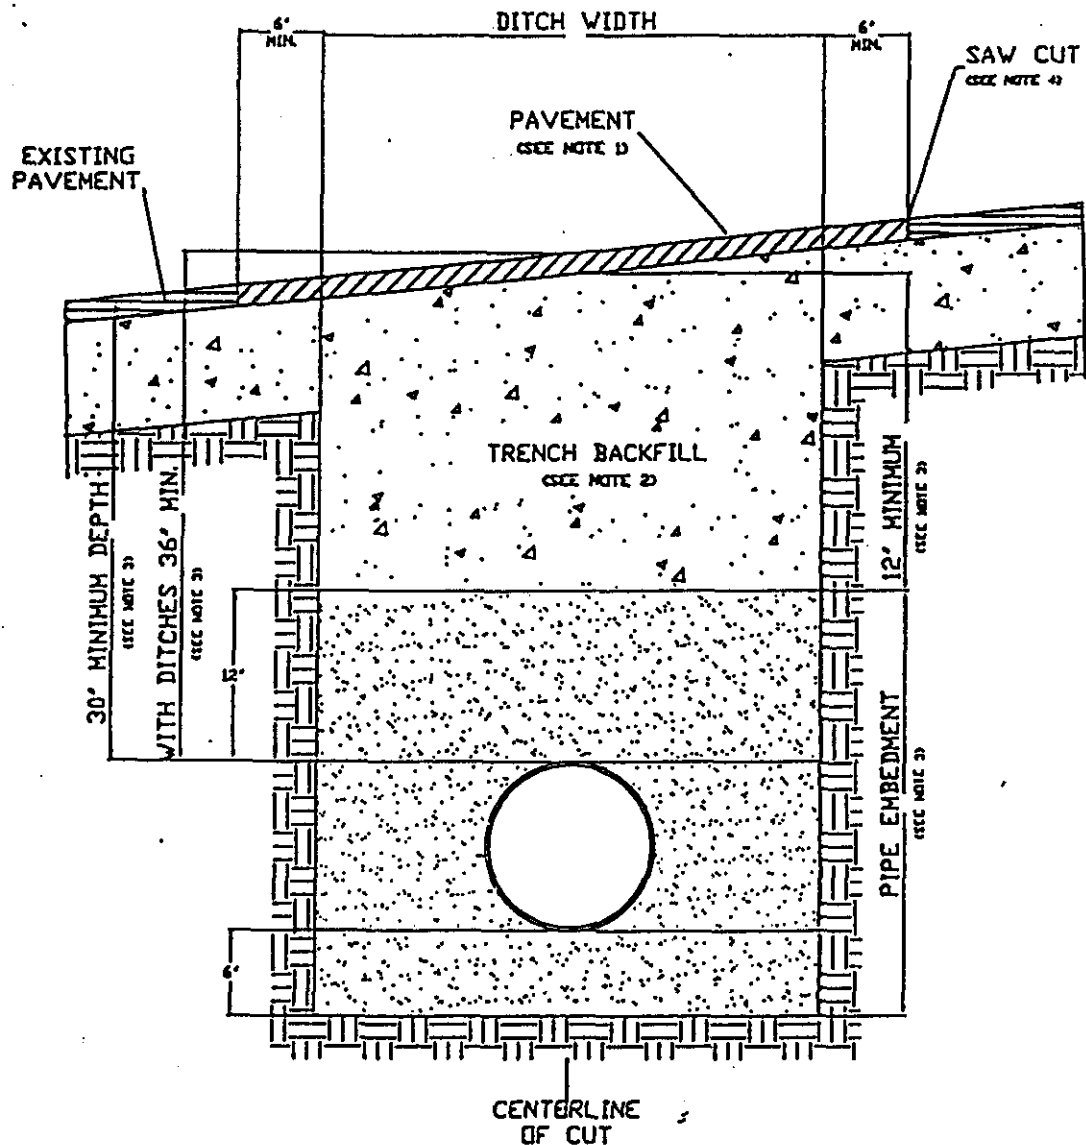 6" MIN.
DITCH WIDTH
6" MIN.
SAW CUT
(SEE NOTE 4)
PAVEMENT
(SEE NOTE 1)
EXISTING
PAVEMENT
TRENCH BACKFILL
(SEE NOTE 2)
30" MINIMUM DEPTH
(SEE NOTE 3)
WITH DITCHES 36" MIN.
(SEE NOTE 3)
12"
12" MINIMUM
(SEE NOTE 3)
PIPE EMBEDMENT
(SEE NOTE 3)
6"
CENTERLINE
OF CUT